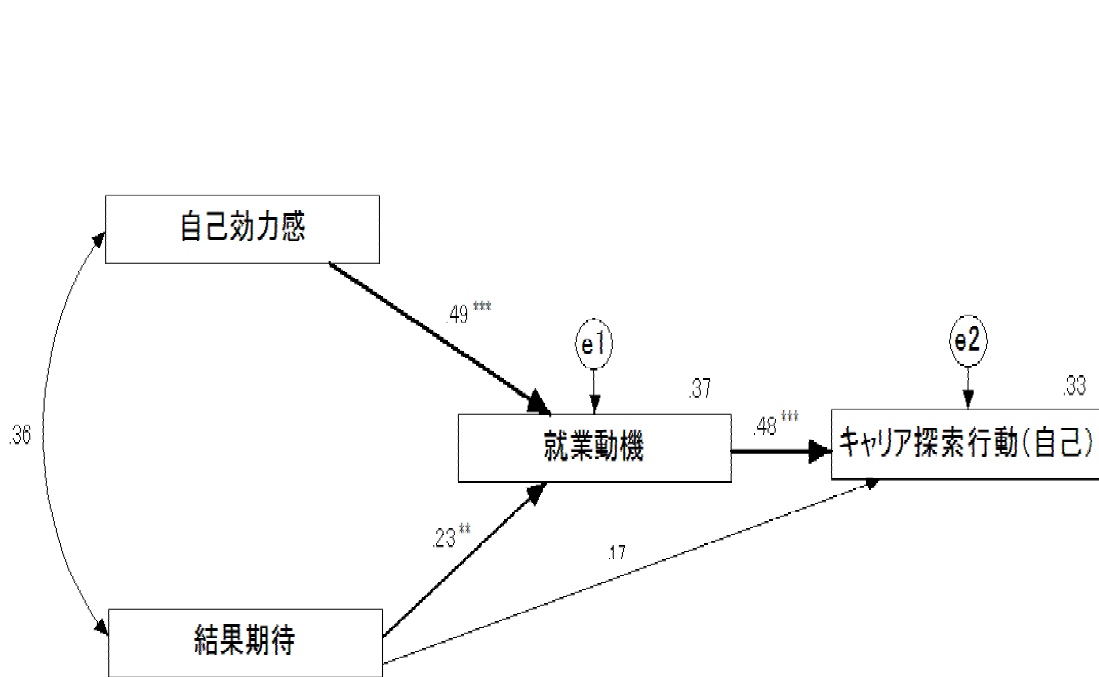 自己効力感
.49***
e1
e2
.37
.33
.36
就業動機
.48***
キャリア探索行動(自己)
.23**
.17
結果期待